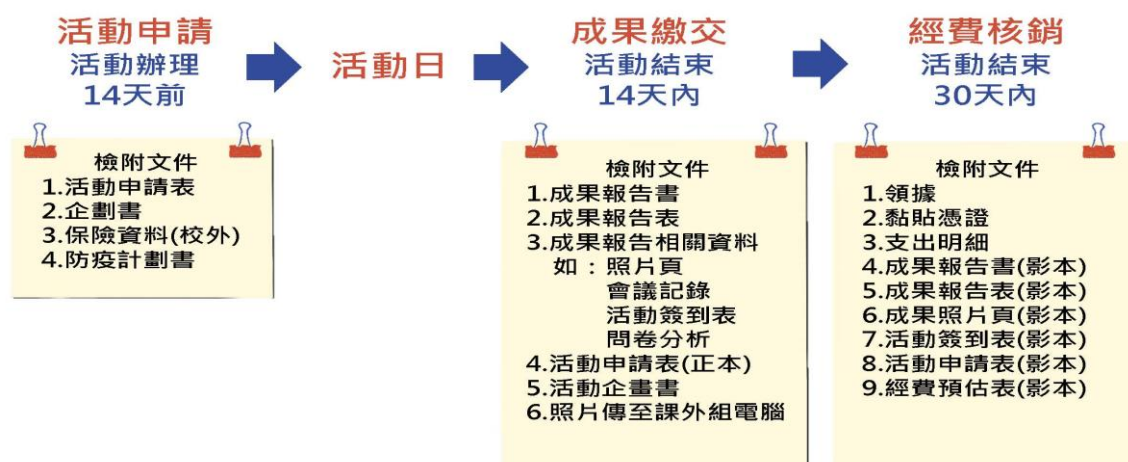 活動申請
活動辦理
14天前
活動日
成果繳交
活動結束
14天內
經費核銷
活動結束
30天內
檢附文件
1.活動申請表
2.企劃書
3.保險資料(校外)
4.防疫計劃書
檢附文件
1.成果報告書
2.成果報告表
3.成果報告相關資料
如：照片頁
會議記錄
活動簽到表
問卷分析
4.活動申請表(正本)
5.活動企畫書
6.照片傳至課外組電腦
檢附文件
1.領據
2.黏貼憑證
3.支出明細
4.成果報告書(影本)
5.成果報告表(影本)
6.成果照片頁(影本)
7.活動簽到表(影本)
8.活動申請表(影本)
9.經費預估表(影本)